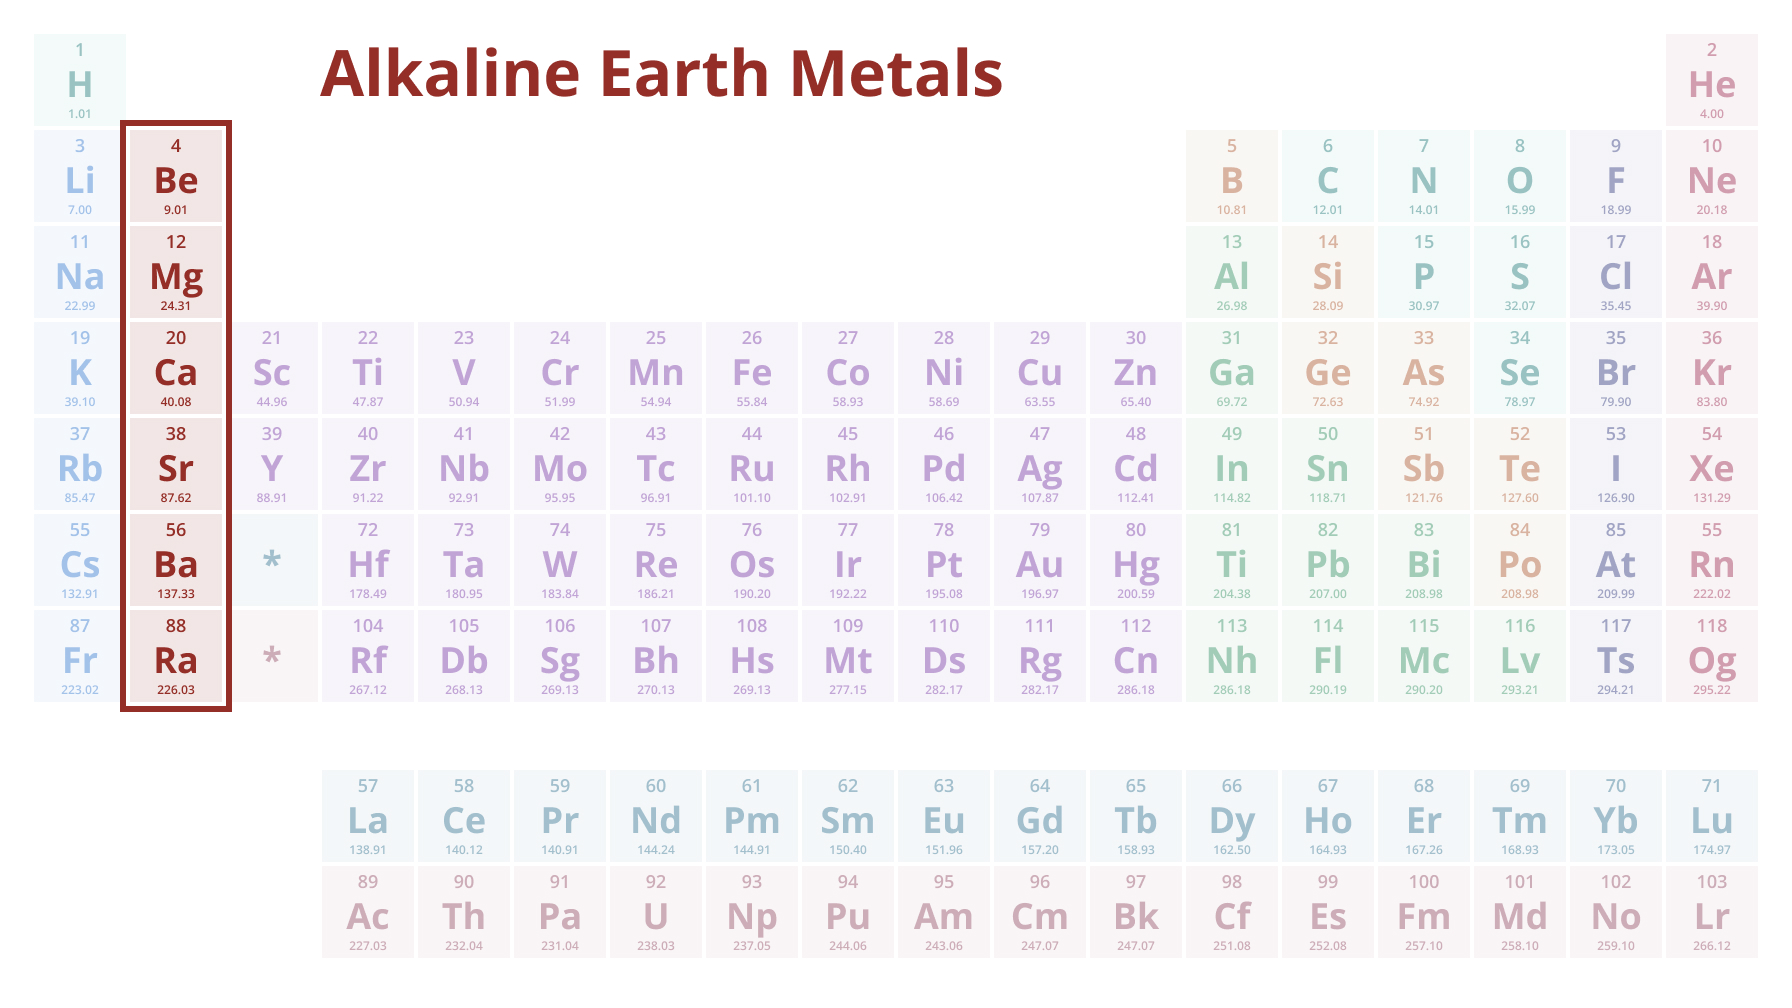 Alkaline Earth Metals
1 2
H He
1.01 4.00
3 4 5 6 7 8 9 10
Li Be B C N O F Ne
7.00 9.01 10.81 12.01 14.01 15.99 18.99 20.18
11 12 13 14 15 16 17 18
Na Mg Al Si P S Cl Ar
22.99 24.31 26.98 28.09 30.97 32.07 35.45 39.90
19 20 21 22 23 24 25 26 27 28 29 30 31 32 33 34 35 36
K Ca Sc Ti V Cr Mn Fe Co Ni Cu Zn Ga Ge As Se Br Kr
39.10 40.08 44.96 47.87 50.94 51.99 54.94 55.84 58.93 58.69 63.55 65.40 69.72 72.63 74.92 78.97 79.90 83.80
37 38 39 40 41 42 43 44 45 46 47 48 49 50 51 52 53 54
Rb Sr Y Zr Nb Mo Tc Ru Rh Pd Ag Cd In Sn Sb Te I Xe
85.47 87.62 88.91 91.22 92.91 95.95 96.91 101.10 102.91 106.42 107.87 112.41 114.82 118.71 121.76 127.60 126.90 131.29
55 56 72 73 74 75 76 77 78 79 80 81 82 83 84 85 55
Cs Ba * Hf Ta W Re Os Ir Pt Au Hg Ti Pb Bi Po At Rn
132.91 137.33 178.49 180.95 183.84 186.21 190.20 192.22 195.08 196.97 200.59 204.38 207.00 208.98 208.98 209.99 222.02
87 88 104 105 106 107 108 109 110 111 112 113 114 115 116 117 118
Fr Ra * Rf Db Sg Bh Hs Mt Ds Rg Cn Nh Fl Mc Lv Ts Og
223.02 226.03 267.12 268.13 269.13 270.13 269.13 277.15 282.17 282.17 286.18 286.18 290.19 290.20 293.21 294.21 295.22
57 58 59 60 61 62 63 64 65 66 67 68 69 70 71
La Ce Pr Nd Pm Sm Eu Gd Tb Dy Ho Er Tm Yb Lu
138.91 140.12 140.91 144.24 144.91 150.40 151.96 157.20 158.93 162.50 164.93 167.26 168.93 173.05 174.97
89 90 91 92 93 94 95 96 97 98 99 100 101 102 103
Ac Th Pa U Np Pu Am Cm Bk Cf Es Fm Md No Lr
227.03 232.04 231.04 238.03 237.05 244.06 243.06 247.07 247.07 251.08 252.08 257.10 258.10 259.10 266.12